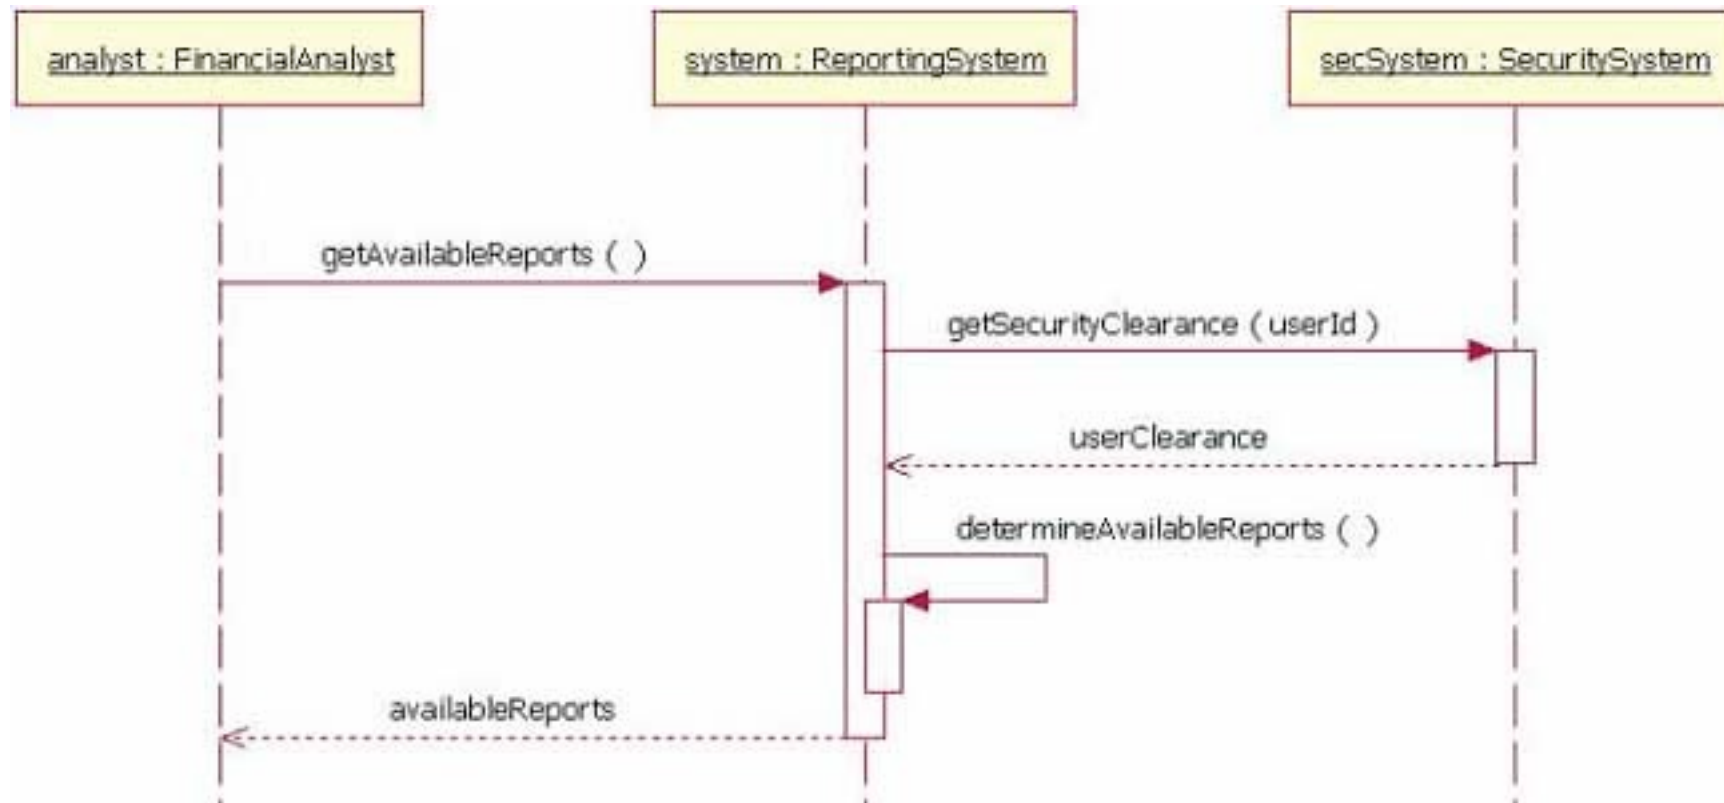 analyst : FinancialAnalyst
system : ReportingSystem
secSystem : SecuritySystem
getAvailableReports ( )
getSecurityClearance ( userId )
userClearance
determineAvailableReports ( )
availableReports